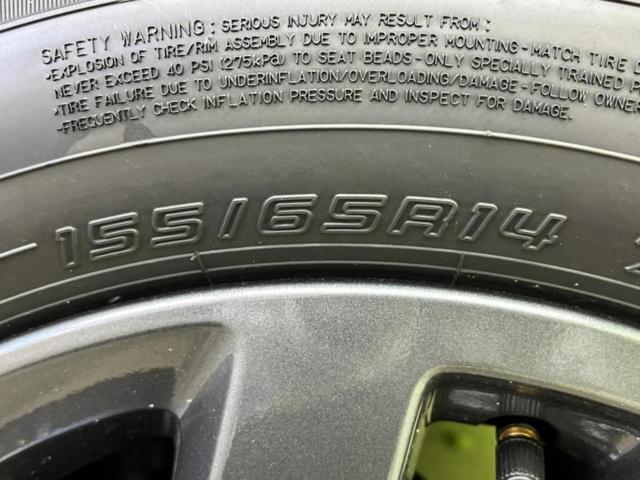 SAFETY WARNING: SERIOUS INJURY MAY RESULT FROM:
•EXPLOSION OF TIRE/RIM ASSEMBLY DUE TO IMPROPER MOUNTING-MATCH TIRE
NEVER EXCEED 40 PSI (275kPa) TO SEAT BEADS-ONLY SPECIALLY TRAINED
•TIRE FAILURE DUE TO UNDERINFLATION/OVERLOADING/DAMAGE-FOLLOW OWNER
-FREQUENTLY CHECK INFLATION PRESSURE AND INSPECT FOR DAMAGE.
155/65R14